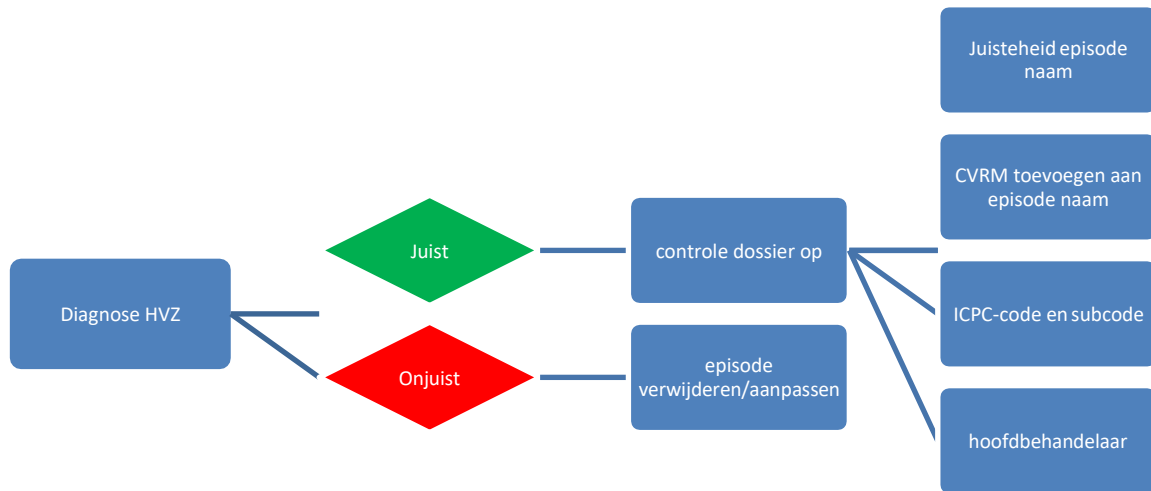 Juisteheid episode
naam
CVRM toevoegen aan
episode naam
Juist
controle dossier op
Diagnose HVZ
ICPC-code en subcode
Onjuist
episode
verwijderen/aanpassen
hoofdbehandelaar